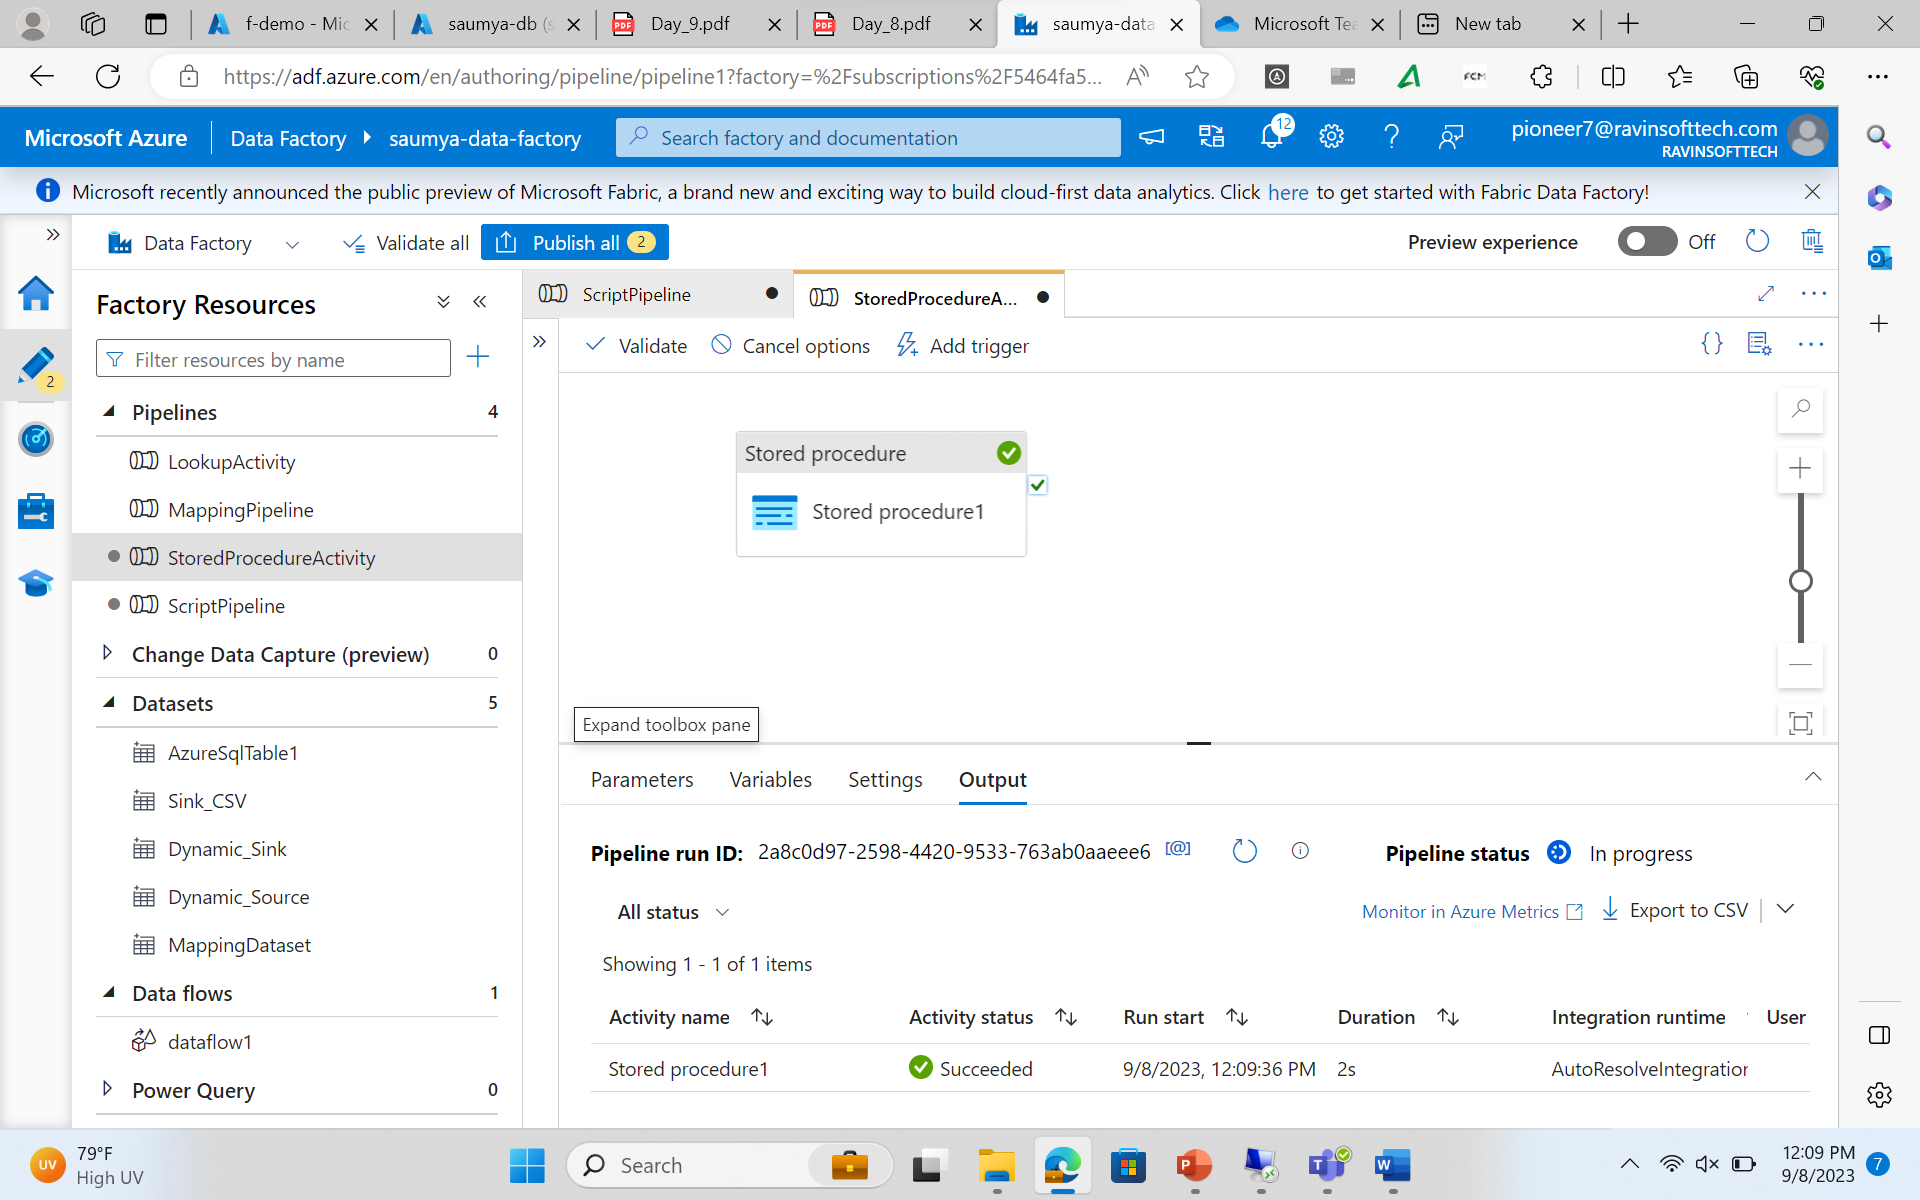 f-demo - Mic
saumya-db (s
Day_9.pdf
Day_8.pdf
saumya-data
Microsoft Tea
New tab
https://adf.azure.com/en/authoring/pipeline/pipeline1?factory=%2Fsubscriptions%2F5464fa5...
Microsoft Azure
Data Factory
saumya-data-factory
Search factory and documentation
12
pioneer7@ravinsofttech.com
RAVINSOFTTECH
Microsoft recently announced the public preview of Microsoft Fabric, a brand new and exciting way to build cloud-first data analytics. Click here to get started with Fabric Data Factory!
Data Factory
Validate all
Publish all 2
Preview experience
Off
Factory Resources
ScriptPipeline
StoredProcedureA...
Filter resources by name
Validate
Cancel options
Add trigger
2
Pipelines 4
LookupActivity
MappingPipeline
StoredProcedureActivity
ScriptPipeline
Change Data Capture (preview) 0
Datasets 5
AzureSqlTable1
Sink_CSV
Dynamic_Sink
Dynamic_Source
MappingDataset
Data flows 1
dataflow1
Power Query 0
Stored procedure
Stored procedure1
Expand toolbox pane
Parameters
Variables
Settings
Output
Pipeline run ID: 2a8c0d97-2598-4420-9533-763ab0aaeee6
Pipeline status In progress
All status
Monitor in Azure Metrics
Export to CSV
Showing 1 - 1 of 1 items
Activity name
Activity status
Run start
Duration
Integration runtime
User
Stored procedure1
Succeeded
9/8/2023, 12:09:36 PM
2s
AutoResolveIntegration
UV
79°F
High UV
Search
12:09 PM
9/8/2023
7